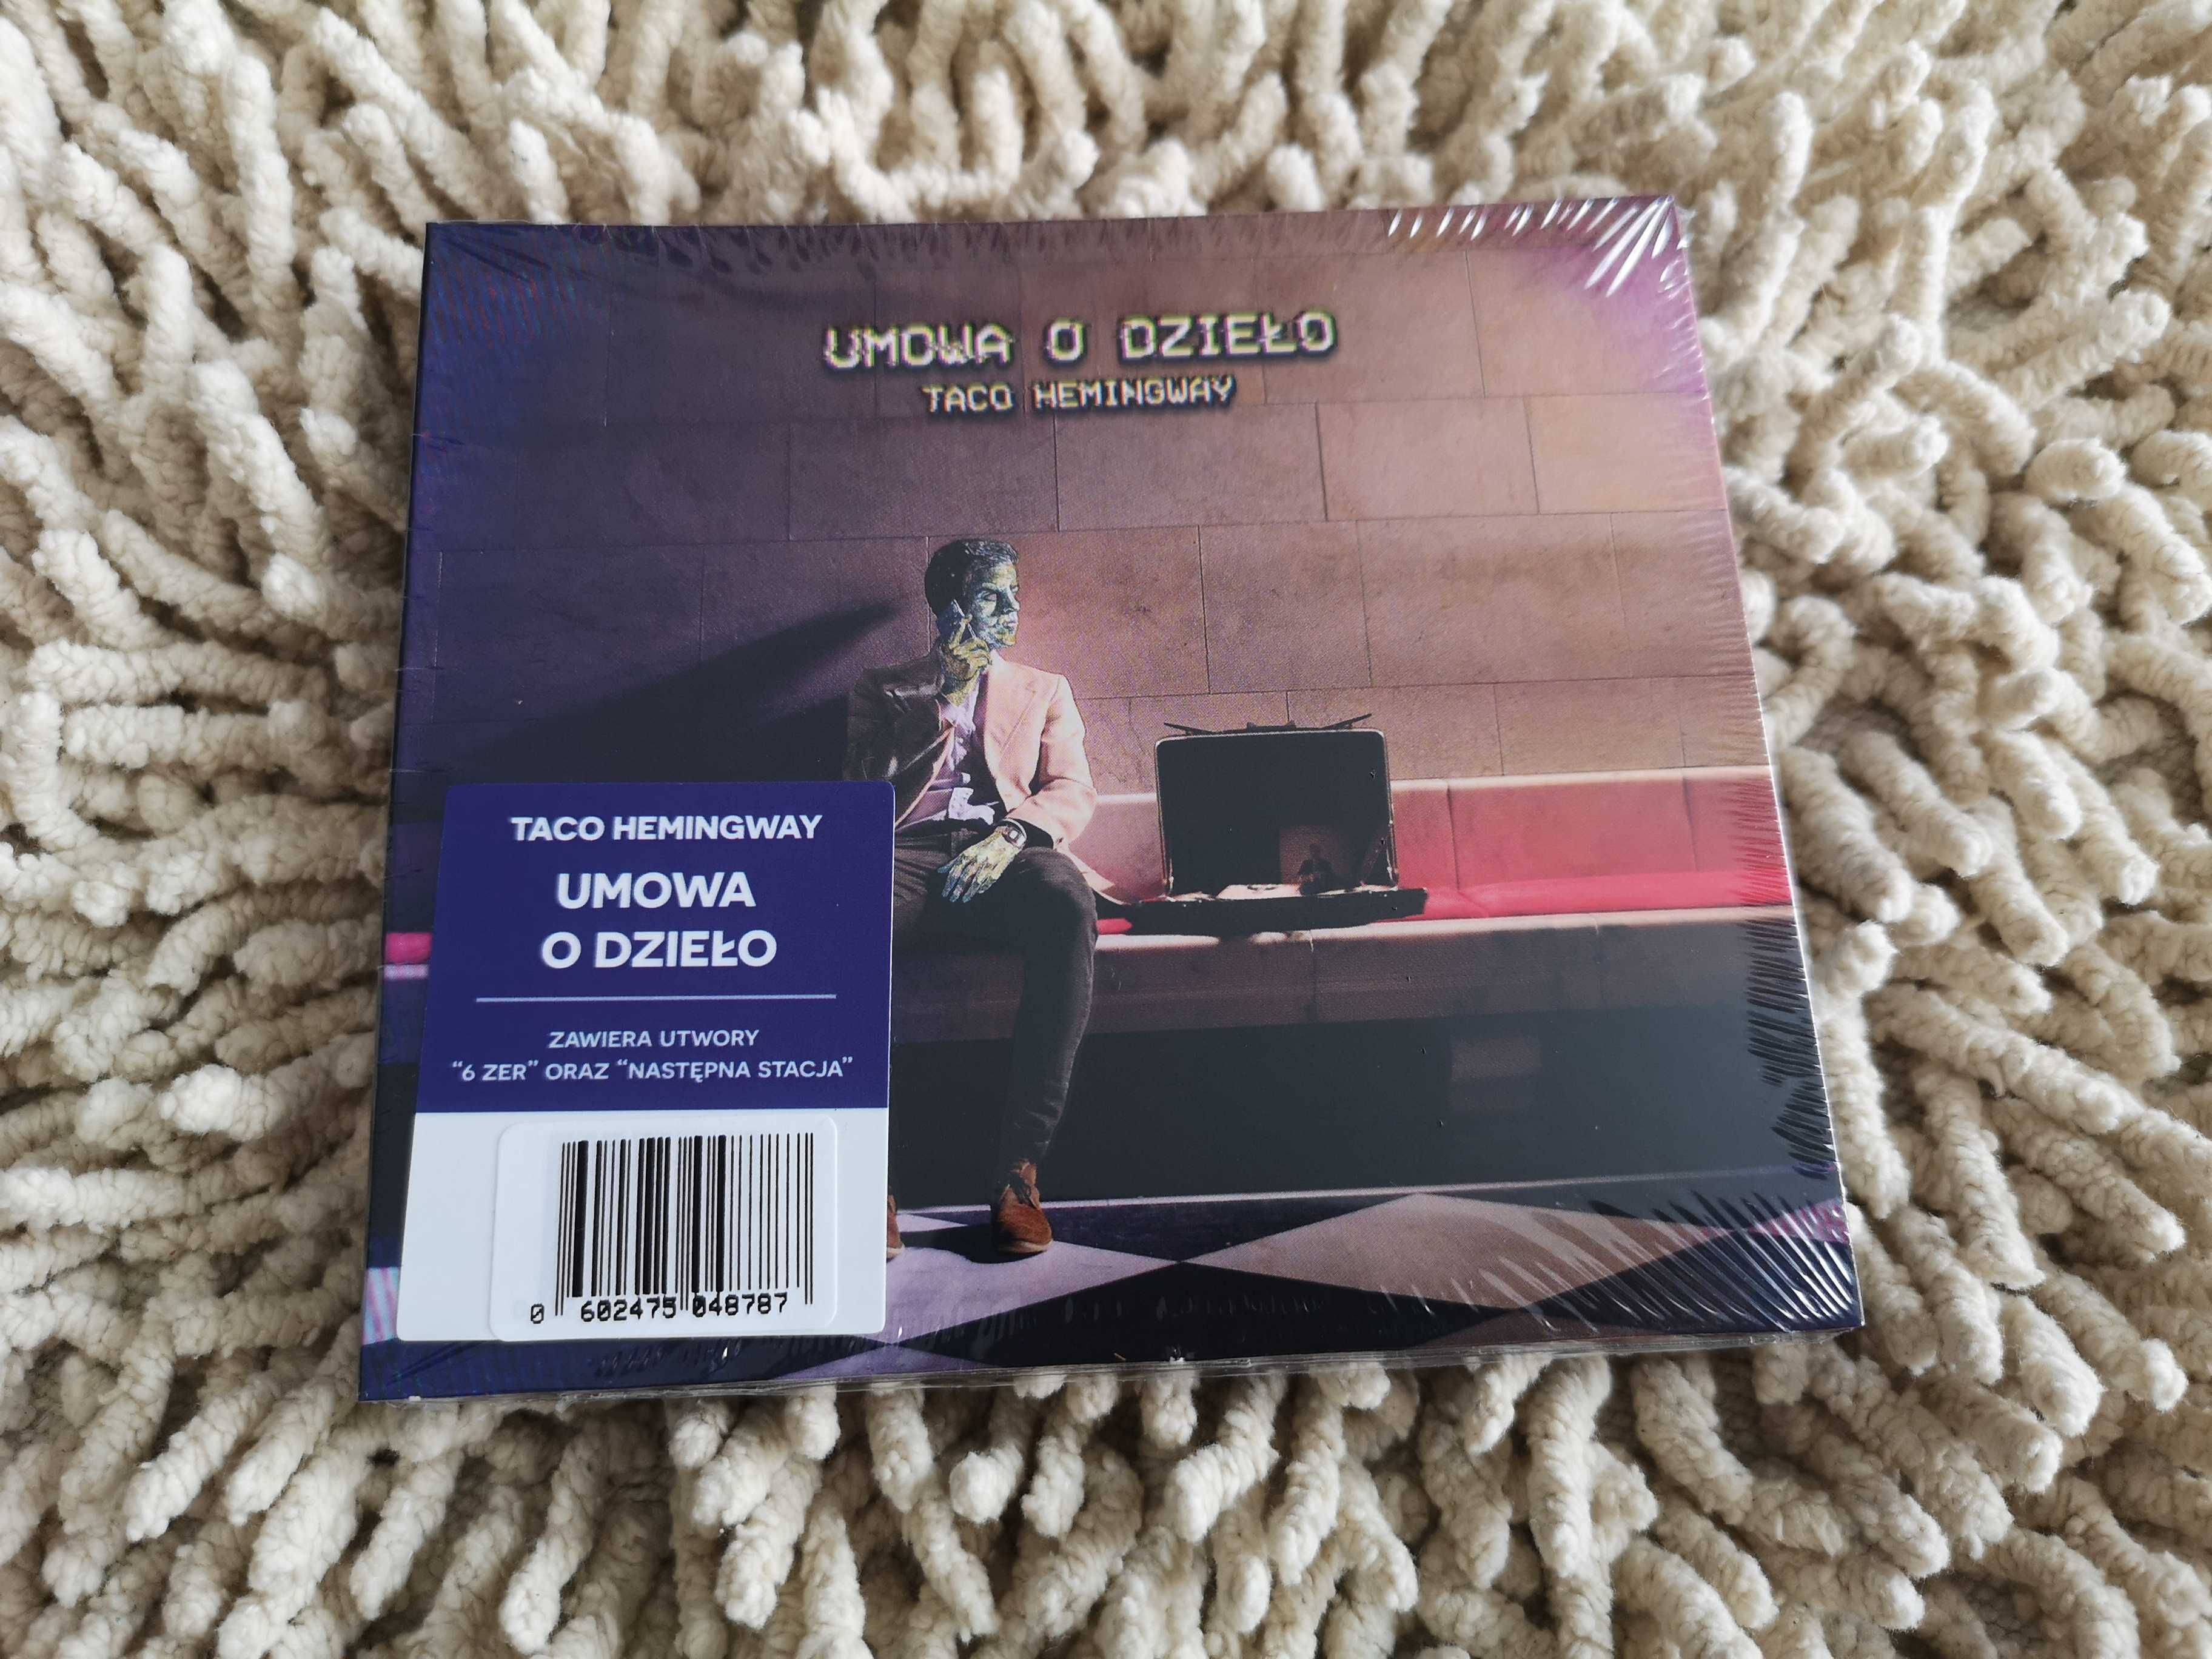 UMOWA O DZIEŁO
TACO HEMINGWAY
TACO HEMINGWAY
UMOWA
O DZIEŁO
ZAWIERA UTWORY
“6 ZER” ORAZ “NASTĘPNA STACJA”
0 602475 048787